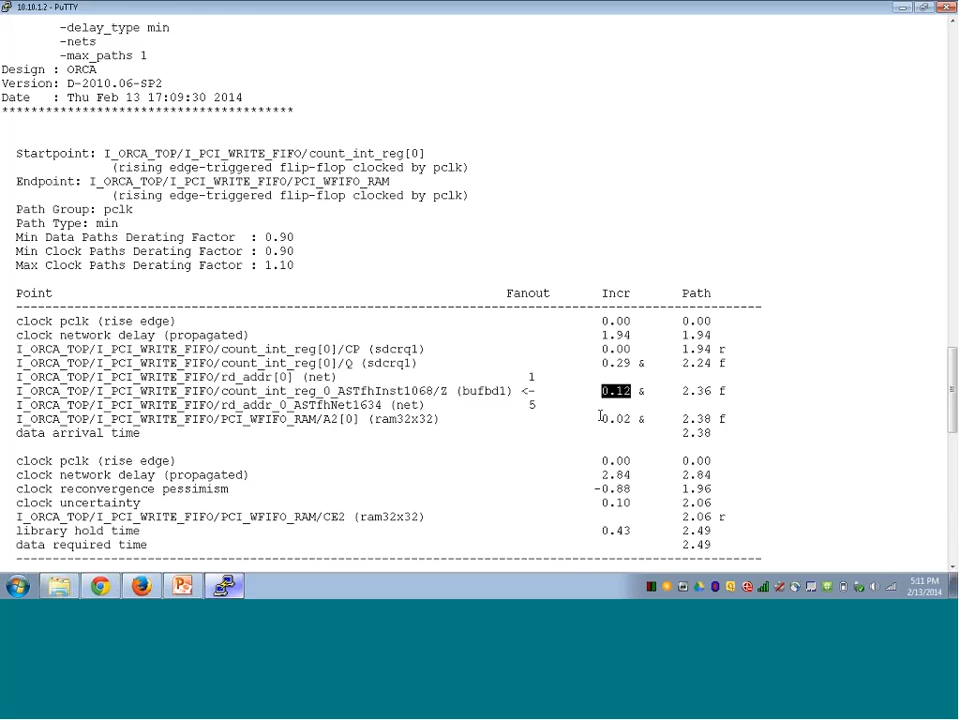 10.10.1.2 - PuTTY
-delay_type min
-nets
-max_paths 1
Design : ORCA
Version: D-2010.06-SP2
Date   : Thu Feb 13 17:09:30 2014
****************************************
Startpoint: I_ORCA_TOP/I_PCI_WRITE_FIFO/count_int_reg[0]
(rising edge-triggered flip-flop clocked by pclk)
Endpoint: I_ORCA_TOP/I_PCI_WRITE_FIFO/PCI_WFIFO_RAM
(rising edge-triggered flip-flop clocked by pclk)
Path Group: pclk
Path Type: min
Min Data Paths Derating Factor  : 0.90
Min Clock Paths Derating Factor : 0.90
Max Clock Paths Derating Factor : 1.10
Point Fanout Incr Path
clock pclk (rise edge) 0.00 0.00
clock network delay (propagated) 1.94 1.94
I_ORCA_TOP/I_PCI_WRITE_FIFO/count_int_reg[0]/CP (sdcrq1) 0.00 1.94 r
I_ORCA_TOP/I_PCI_WRITE_FIFO/count_int_reg[0]/Q (sdcrq1) 0.29 & 2.24 f
I_ORCA_TOP/I_PCI_WRITE_FIFO/rd_addr[0] (net) 1
I_ORCA_TOP/I_PCI_WRITE_FIFO/count_int_reg_0_ASTfhInst1068/Z (bufbd1) <- 0.12 & 2.36 f
I_ORCA_TOP/I_PCI_WRITE_FIFO/rd_addr_0_ASTfhNet1634 (net) 5
I_ORCA_TOP/I_PCI_WRITE_FIFO/PCI_WFIFO_RAM/A2[0] (ram32x32) 0.02 & 2.38 f
data arrival time 2.38
clock pclk (rise edge) 0.00 0.00
clock network delay (propagated) 2.84 2.84
clock reconvergence pessimism -0.88 1.96
clock uncertainty 0.10 2.06
I_ORCA_TOP/I_PCI_WRITE_FIFO/PCI_WFIFO_RAM/CE2 (ram32x32) 2.06 r
library hold time 0.43 2.49
data required time 2.49
5:11 PM
2/13/2014